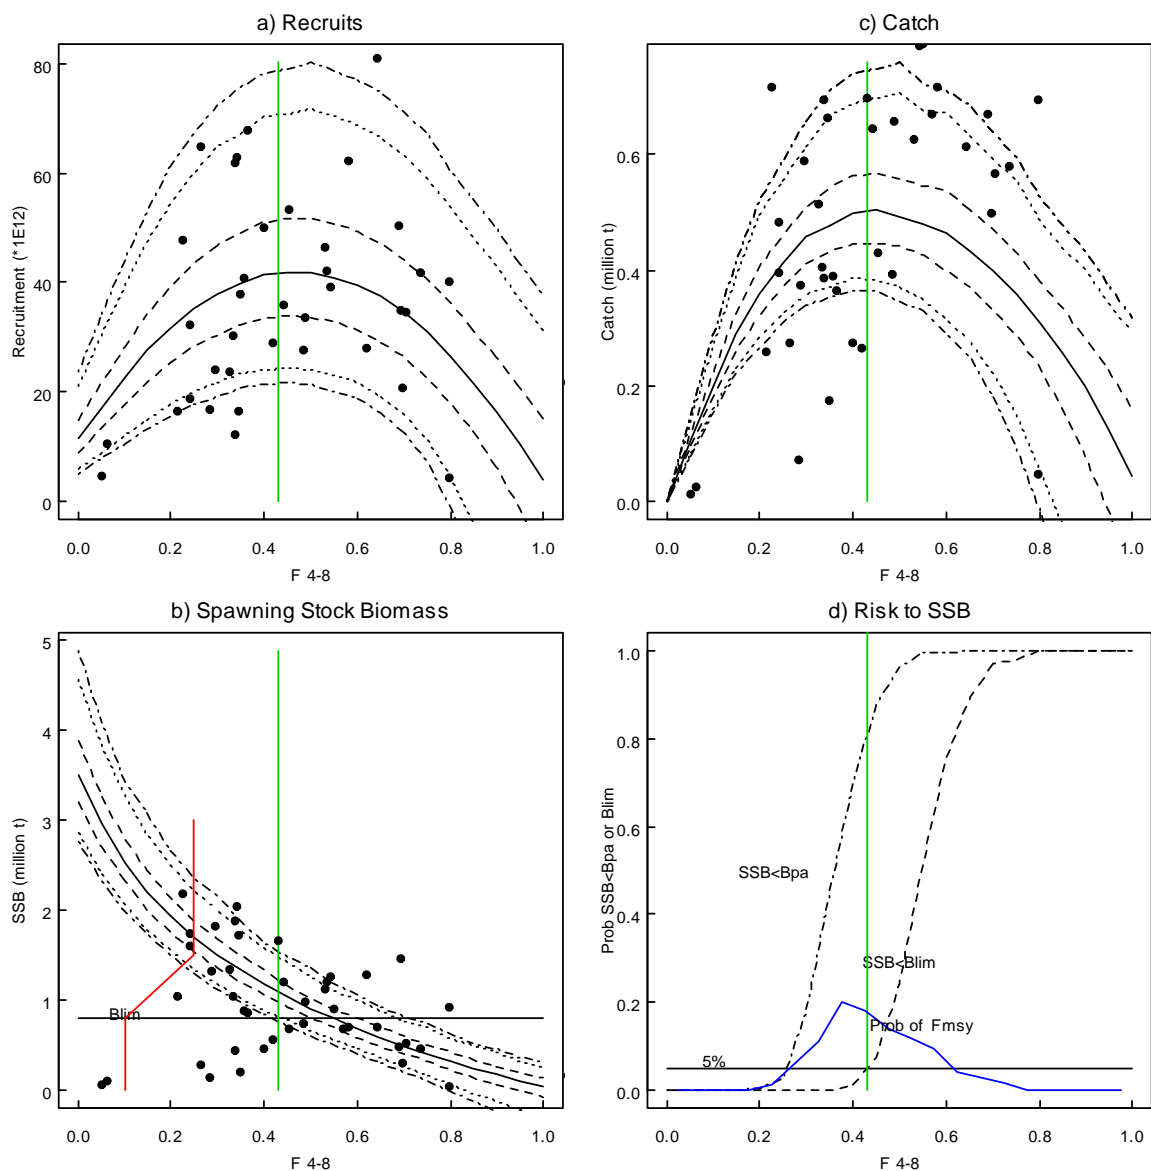 a) Recruits
Recruitment (*1E12)
80
60
40
20
0
0.0 0.2 0.4 0.6 0.8 1.0
F 4-8
c) Catch
Catch (million t)
0.6
0.4
0.2
0.0
0.0 0.2 0.4 0.6 0.8 1.0
F 4-8
b) Spawning Stock Biomass
SSB (million t)
5
4
3
2
1
0
Blim
0.0 0.2 0.4 0.6 0.8 1.0
F 4-8
d) Risk to SSB
Prob SSB<Bpa or Blim
1.0
0.8
0.6
0.4
0.2
0.0
SSB<Bpa
SSB<Blim
Prob of Fmsy
5%
0.0 0.2 0.4 0.6 0.8 1.0
F 4-8